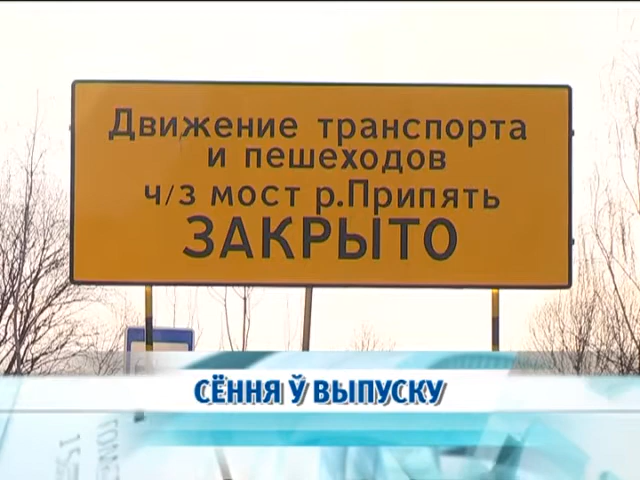 Движение транспорта
и пешеходов
ч/з мост р.Припять
ЗАКРЫТО
СЁННЯ Ў ВЫПУСКУ